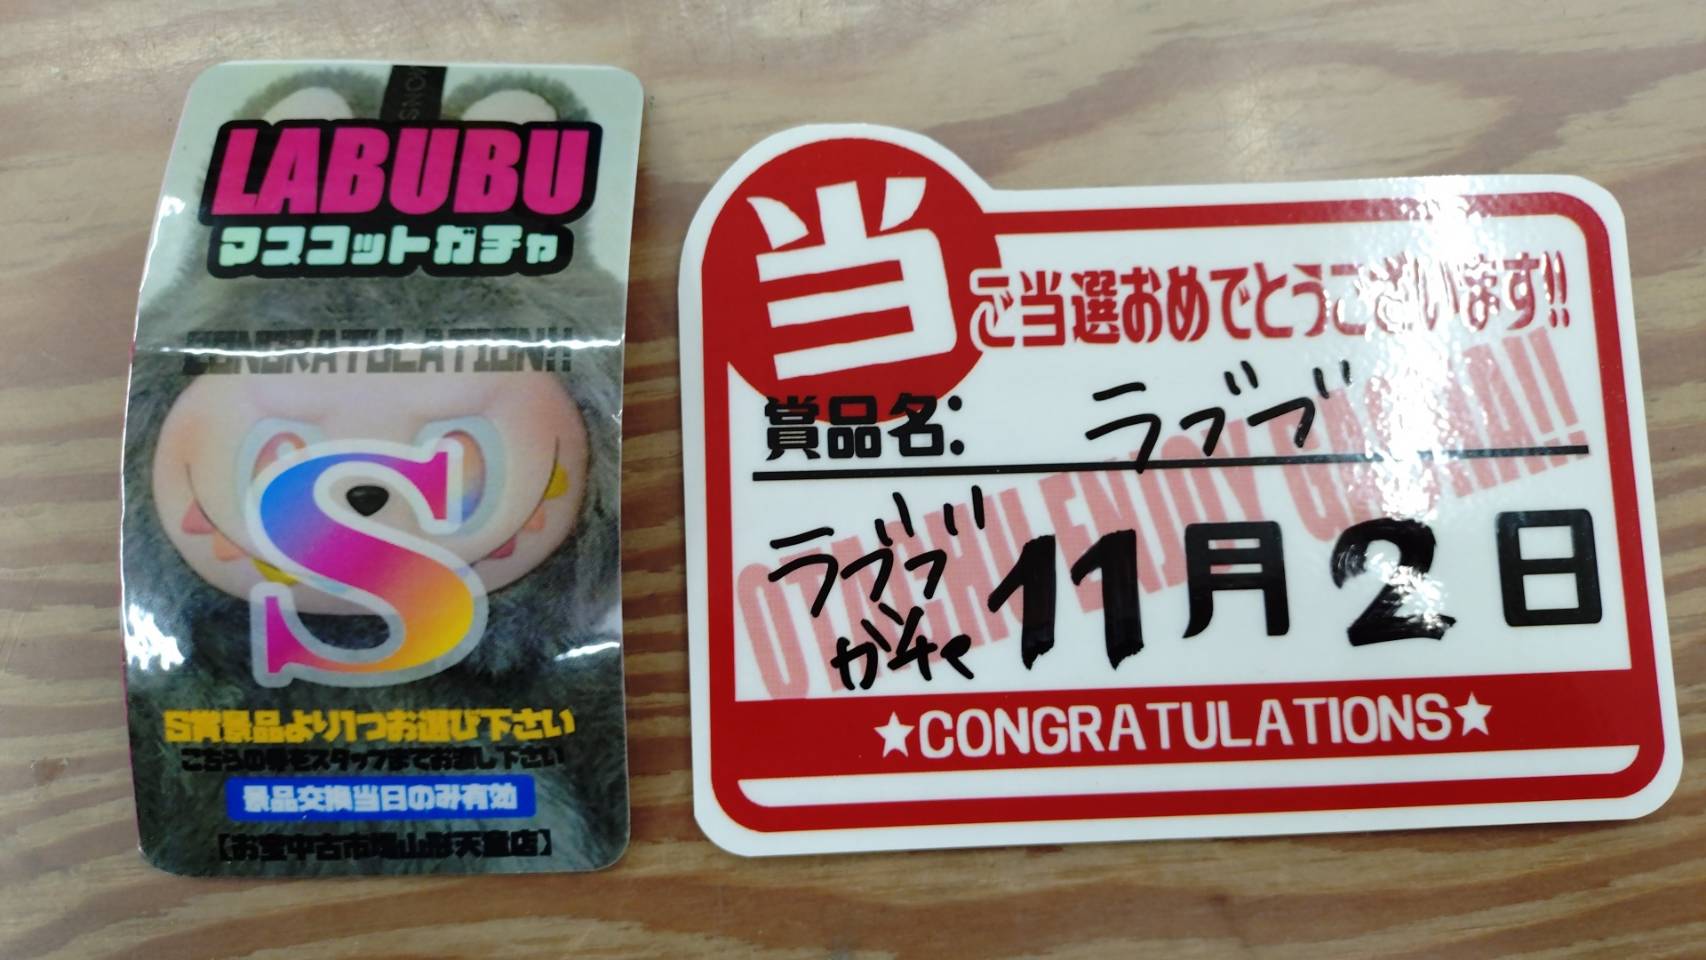 LABUBU
マスコットガチャ
CONGRATULATION!!
S
S賞景品より1つお選び下さい
こちらの券をスタッフまでお渡し下さい
景品交換当日のみ有効
【お宝中古市場山形天童店】
当
ご当選おめでとうございます!!
賞品名: ラブブ
ラブブ
ガチャ
11月2日
ENJOY
★CONGRATULATIONS★